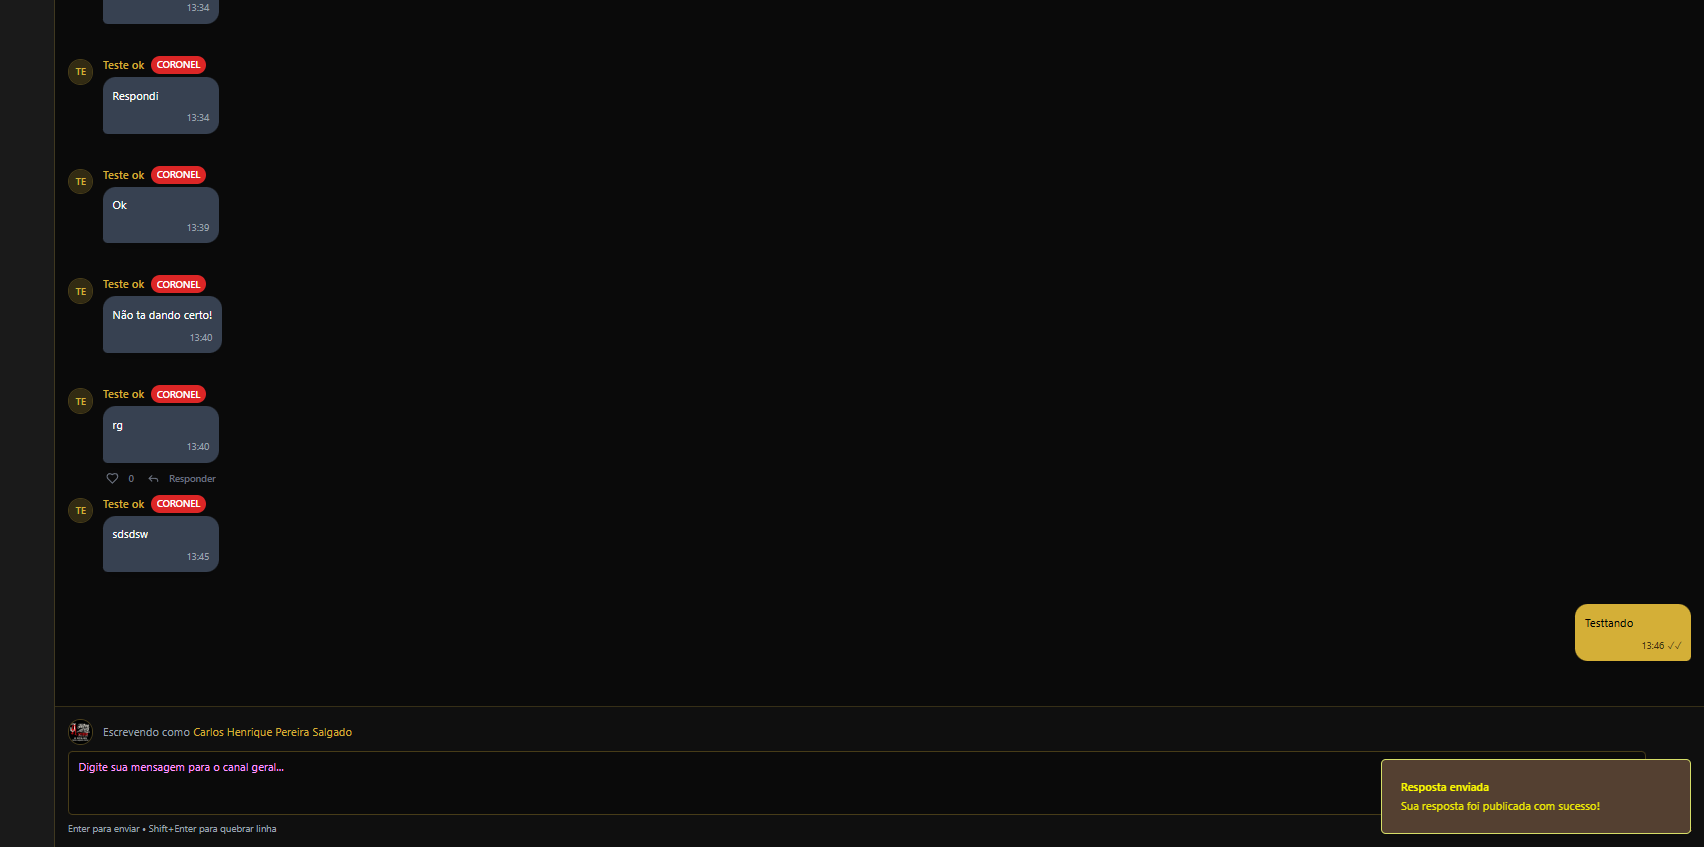 13:34
TE
Teste ok CORONEL
Respondi
13:34
TE
Teste ok CORONEL
Ok
13:39
TE
Teste ok CORONEL
Não ta dando certo!
13:40
TE
Teste ok CORONEL
rg
13:40
0 Responder
TE
Teste ok CORONEL
sdsdsw
13:45
Testtando
13:46 ✓✓
Escrevendo como Carlos Henrique Pereira Salgado
Digite sua mensagem para o canal geral...
Enter para enviar • Shift+Enter para quebrar linha
Resposta enviada
Sua resposta foi publicada com sucesso!